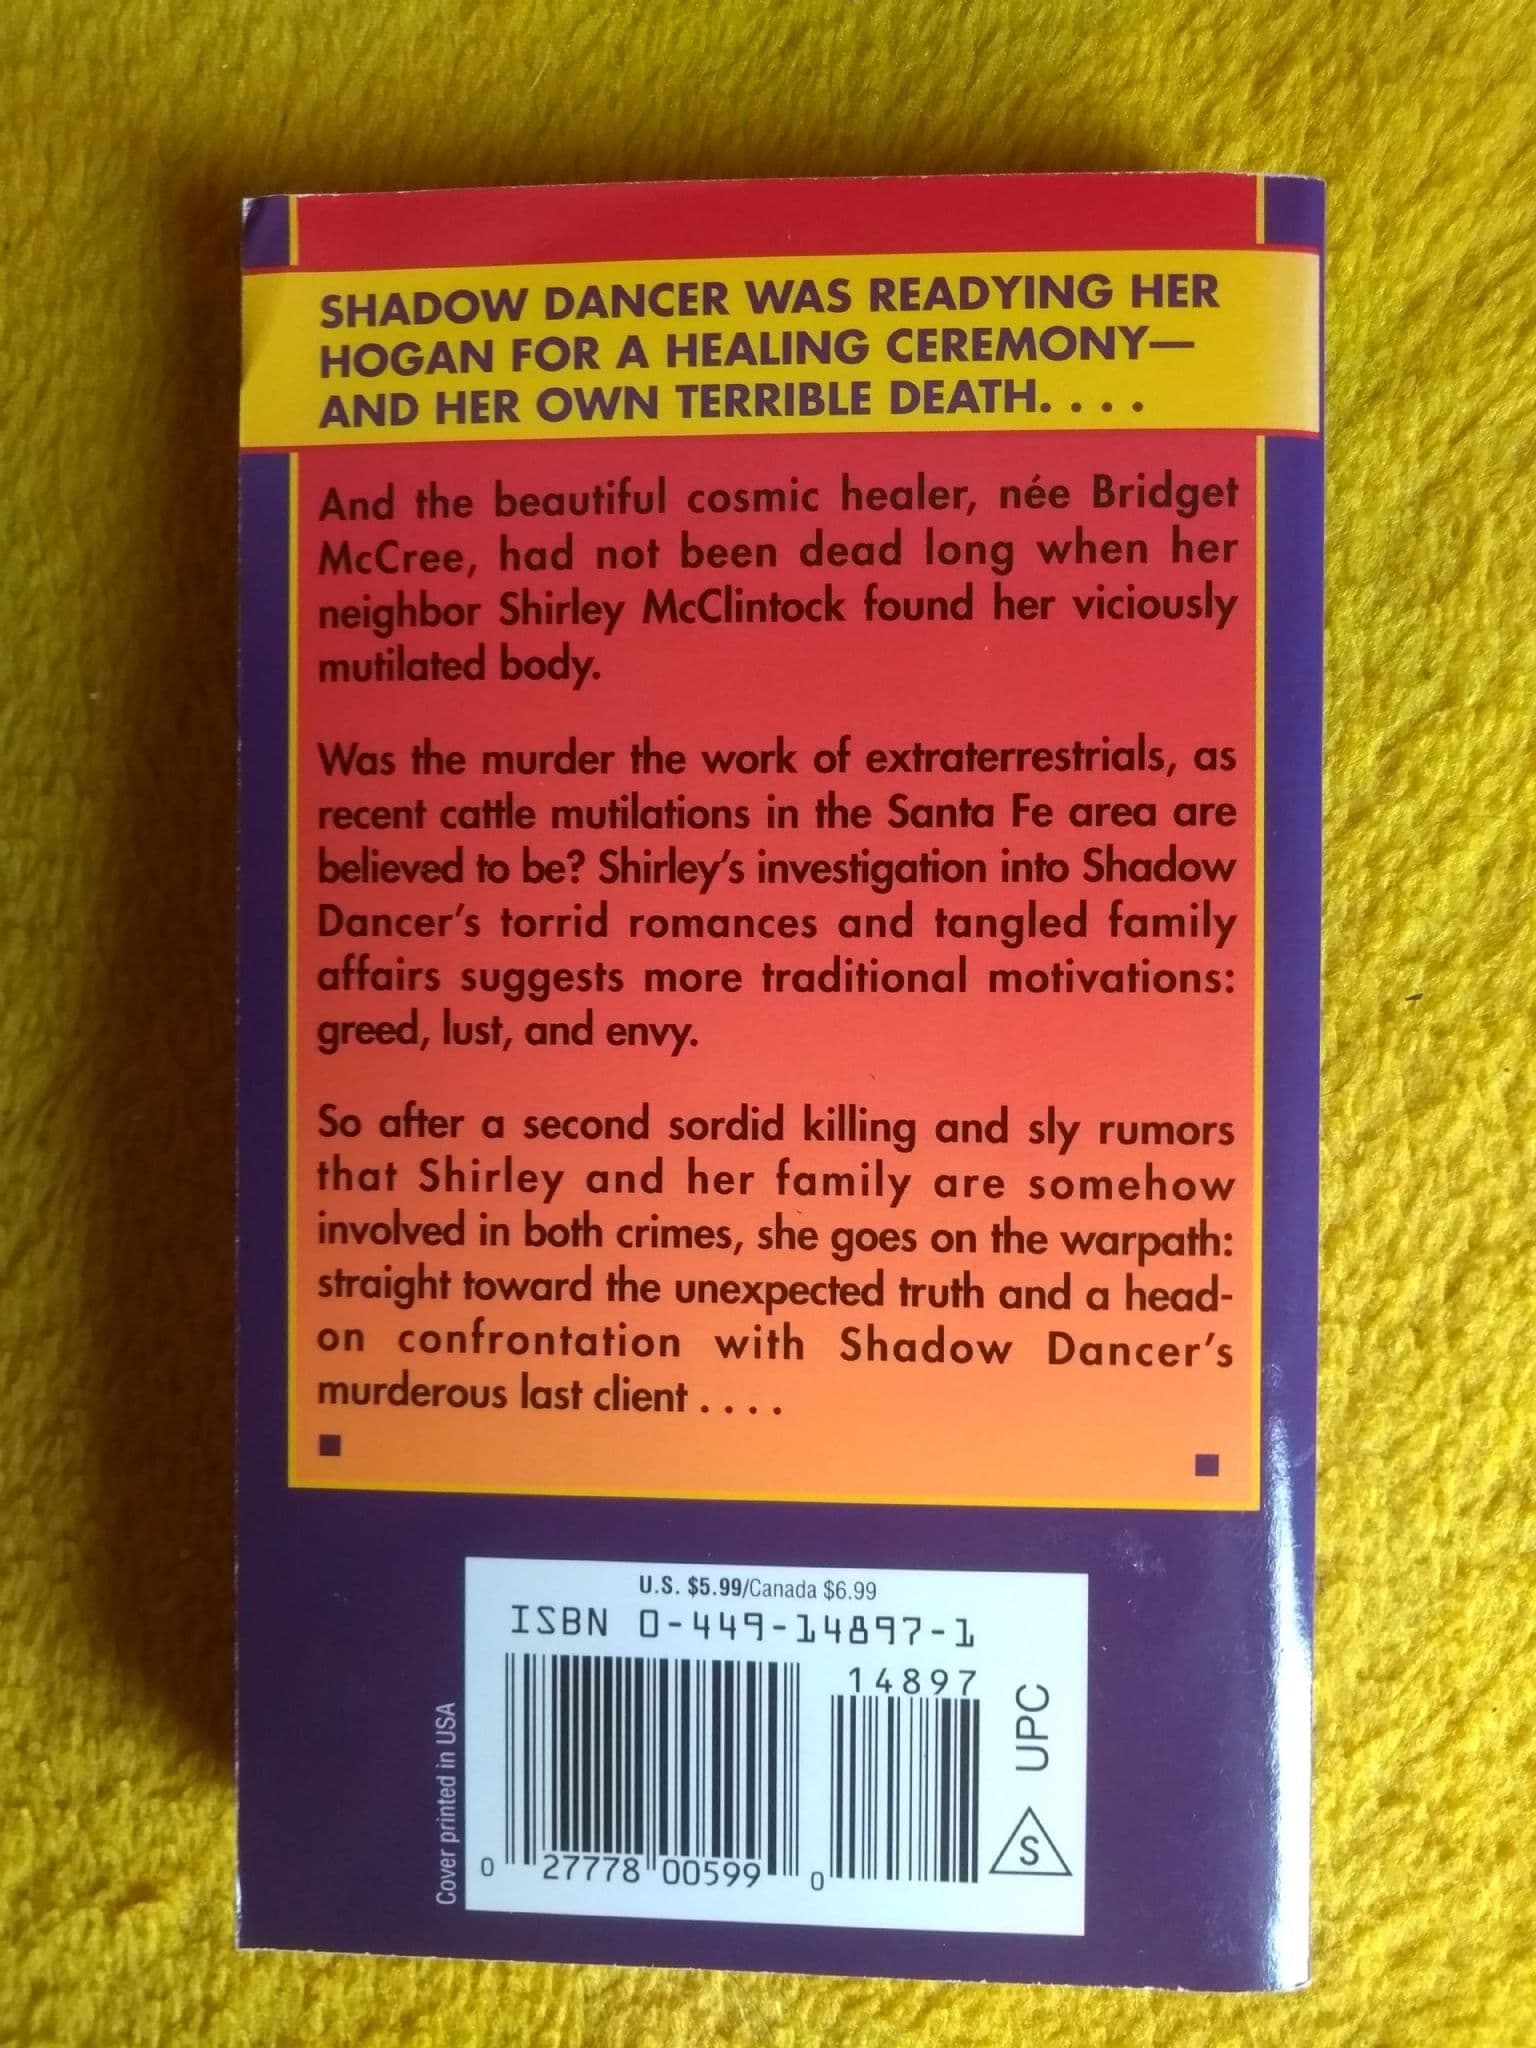 SHADOW DANCER WAS READYING HER
HOGAN FOR A HEALING CEREMONY—
AND HER OWN TERRIBLE DEATH. . . .
And the beautiful cosmic healer, née Bridget
McCree, had not been dead long when her
neighbor Shirley McClintock found her viciously
mutilated body.
Was the murder the work of extraterrestrials, as
recent cattle mutilations in the Santa Fe area are
believed to be? Shirley's investigation into Shadow
Dancer's torrid romances and tangled family
affairs suggests more traditional motivations:
greed, lust, and envy.
So after a second sordid killing and sly rumors
that Shirley and her family are somehow
involved in both crimes, she goes on the warpath:
straight toward the unexpected truth and a head-
on confrontation with Shadow Dancer's
murderous last client . . . .
U.S. $5.99/Canada $6.99
ISBN 0-449-14897-1
14897
0 27778 00599 0
UPC
S
Cover printed in USA